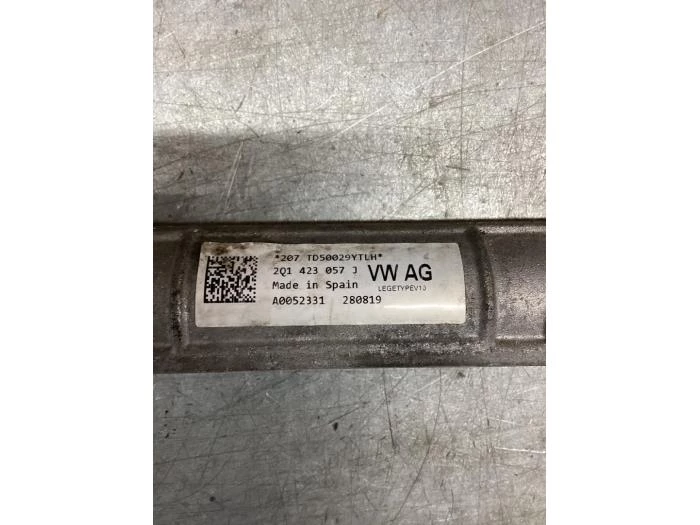 *207 TD50029YTLH*
2Q1 423 057 J VW AG
Made in Spain LEGETYPEV10
A0052331 280819